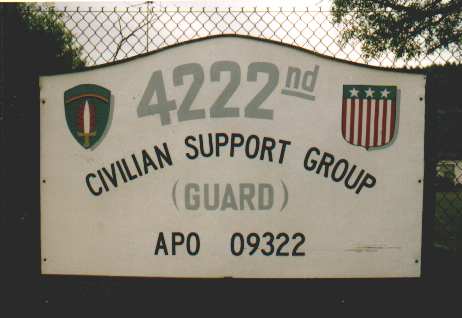 4222nd
CIVILIAN SUPPORT GROUP
(GUARD)
APO 09322